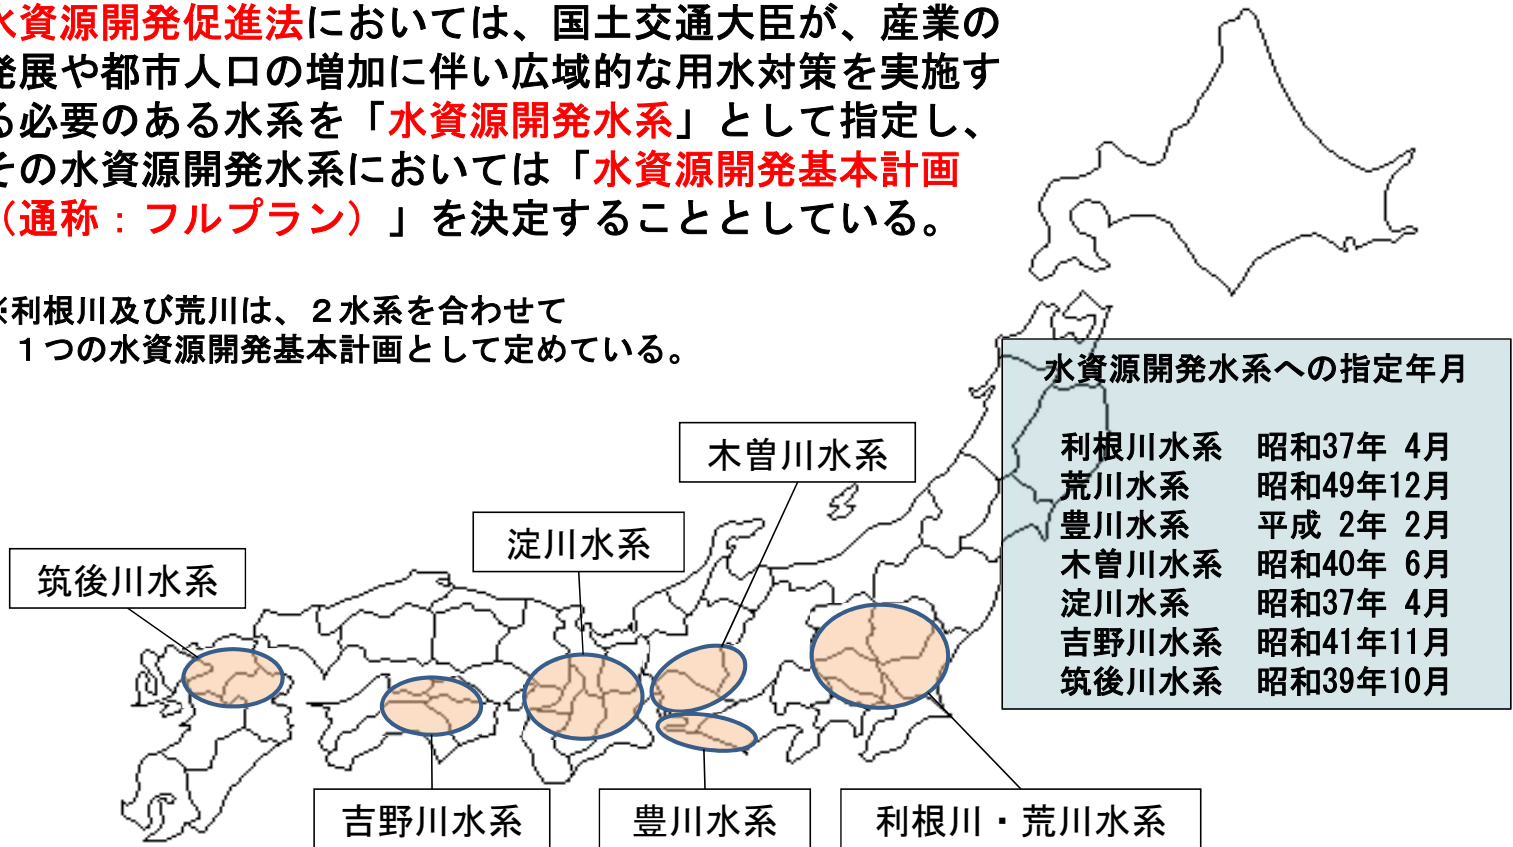 水資源開発促進法においては、国土交通大臣が、産業の
発展や都市人口の増加に伴い広域的な用水対策を実施す
る必要のある水系を「水資源開発水系」として指定し、
その水資源開発水系においては「水資源開発基本計画
（通称：フルプラン）」を決定することとしている。
※利根川及び荒川は、２水系を合わせて
１つの水資源開発基本計画として定めている。
水資源開発水系への指定年月
利根川水系　昭和37年 4月
荒川水系　昭和49年12月
豊川水系　平成 2年 2月
木曽川水系　昭和40年 6月
淀川水系　昭和37年 4月
吉野川水系　昭和41年11月
筑後川水系　昭和39年10月
木曽川水系
淀川水系
筑後川水系
吉野川水系
豊川水系
利根川・荒川水系